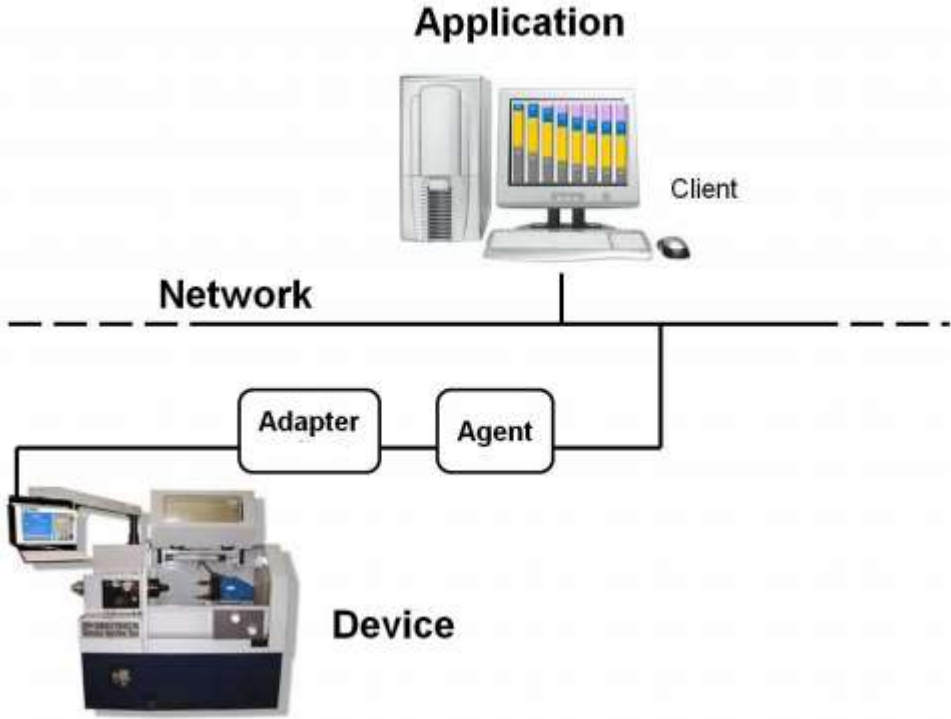 Application
Client
Network
Adapter
Agent
Device